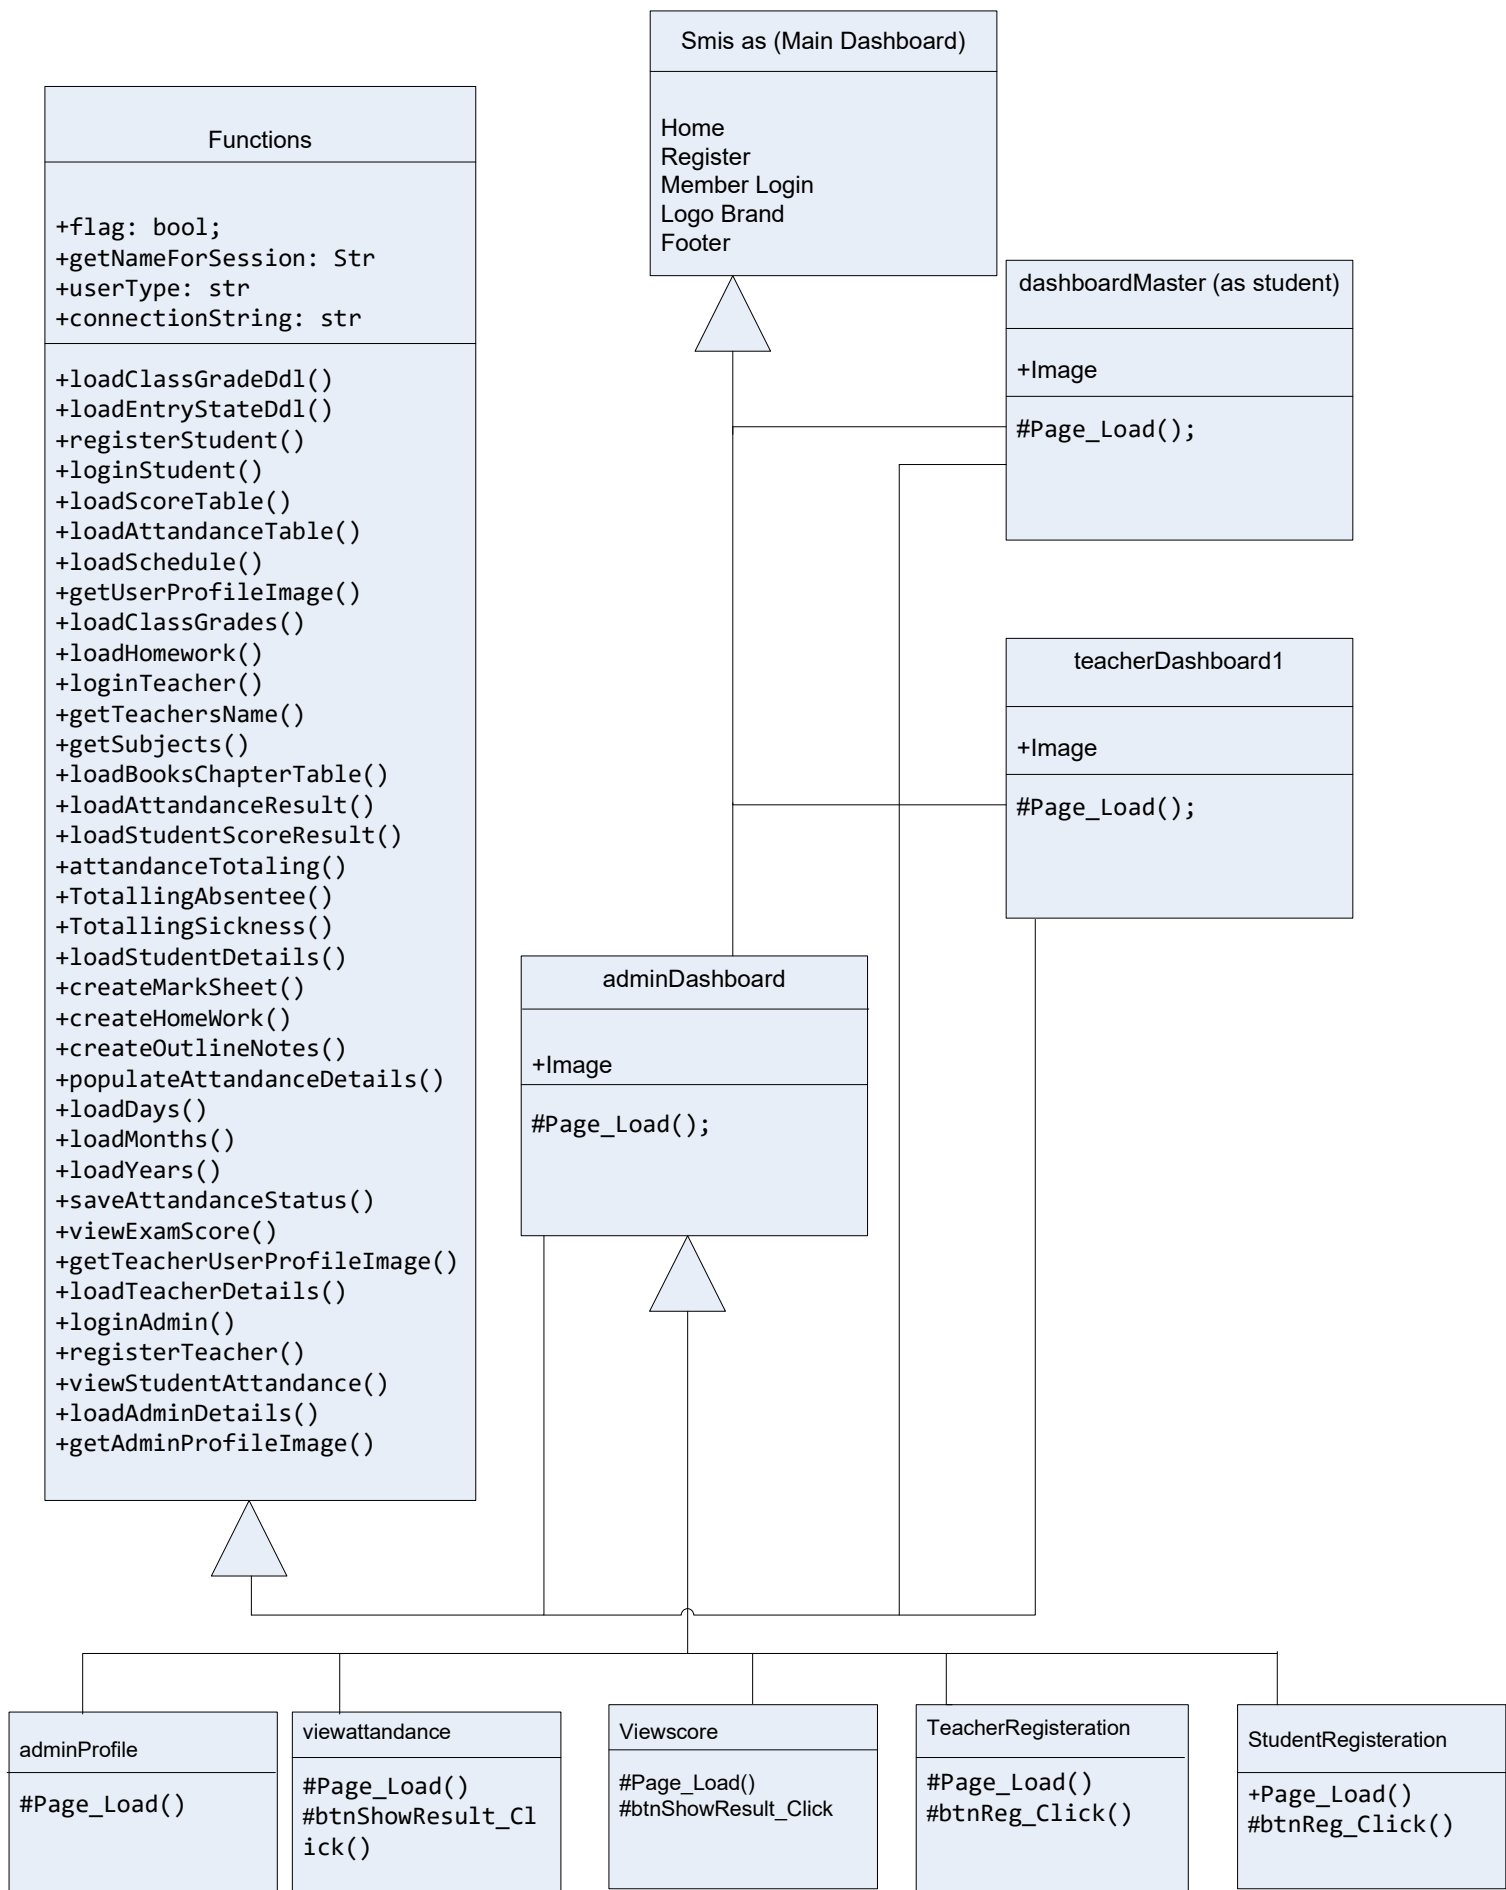 Smis as (Main Dashboard)
Home
Register
Member Login
Logo Brand
Footer
Functions
+flag: bool;
+getNameForSession: Str
+userType: str
+connectionString: str
+loadClassGradeDdl()
+loadEntryStateDdl()
+registerStudent()
+loginStudent()
+loadScoreTable()
+loadAttandanceTable()
+loadSchedule()
+getUserProfileImage()
+loadClassGrades()
+loadHomework()
+loginTeacher()
+getTeachersName()
+getSubjects()
+loadBooksChapterTable()
+loadAttandanceResult()
+loadStudentScoreResult()
+attandanceTotaling()
+TotallingAbsentee()
+TotallingSickness()
+loadStudentDetails()
+createMarkSheet()
+createHomeWork()
+createOutlineNotes()
+populateAttandanceDetails()
+loadDays()
+loadMonths()
+loadYears()
+saveAttandanceStatus()
+viewExamScore()
+getTeacherUserProfileImage()
+loadTeacherDetails()
+loginAdmin()
+registerTeacher()
+viewStudentAttandance()
+loadAdminDetails()
+getAdminProfileImage()
dashboardMaster (as student)
+Image
#Page_Load();
teacherDashboard1
+Image
#Page_Load();
adminDashboard
+Image
#Page_Load();
adminProfile
#Page_Load()
viewattandance
#Page_Load()
#btnShowResult_Cl
ick()
Viewscore
#Page_Load()
#btnShowResult_Click
TeacherRegisteration
#Page_Load()
#btnReg_Click()
StudentRegisteration
+Page_Load()
#btnReg_Click()